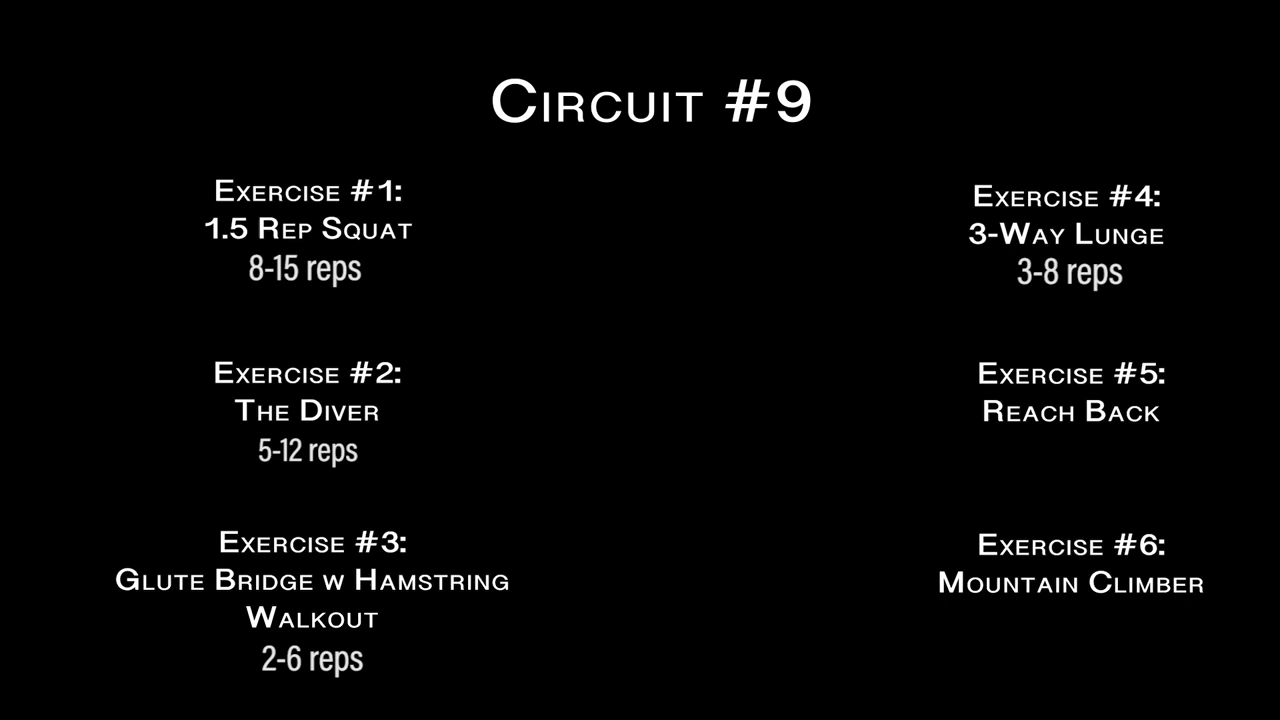 Circuit #9
Exercise #1:
1.5 Rep Squat
8-15 reps
Exercise #2:
The Diver
5-12 reps
Exercise #3:
Glute Bridge w Hamstring
Walkout
2-6 reps
Exercise #4:
3-Way Lunge
3-8 reps
Exercise #5:
Reach Back
Exercise #6:
Mountain Climber